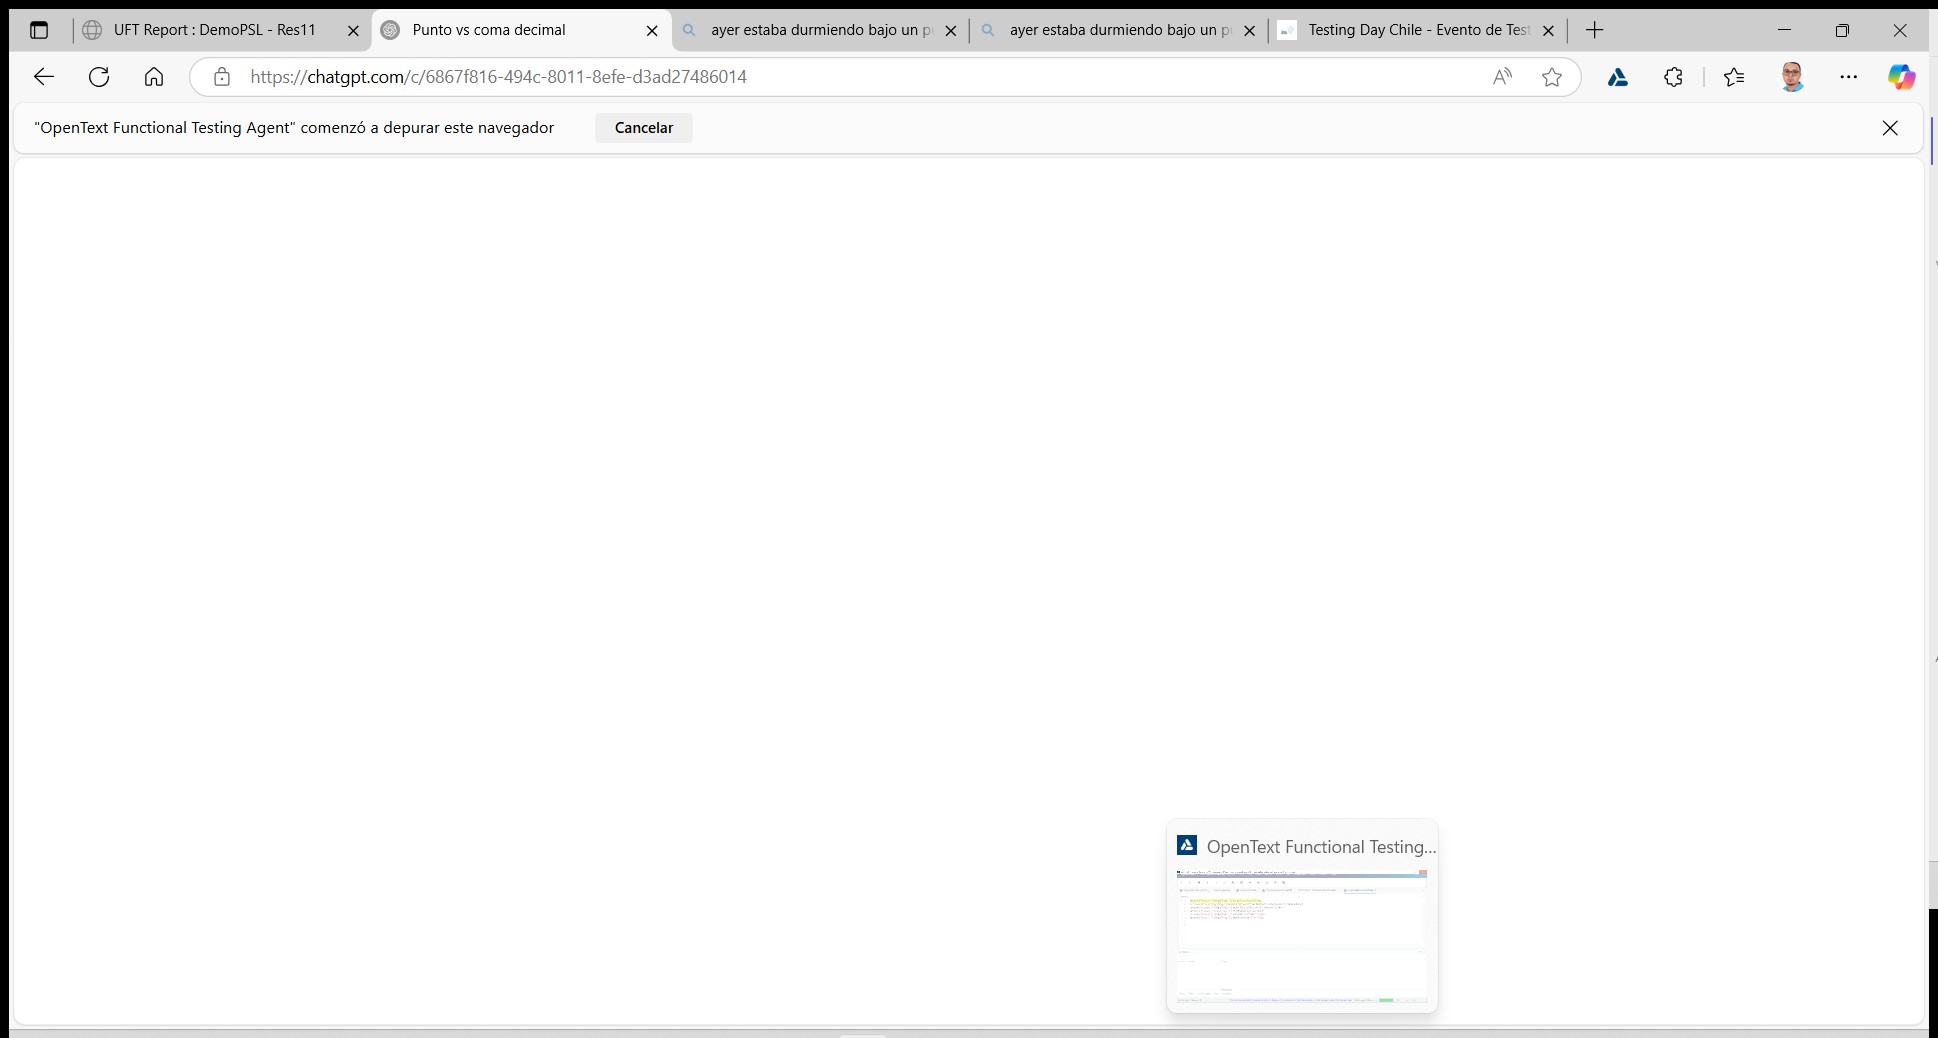 UFT Report : DemoPSL - Res11
Punto vs coma decimal
ayer estaba durmiendo bajo un p
ayer estaba durmiendo bajo un p
Testing Day Chile - Evento de Test
https://chatgpt.com/c/6867f816-494c-8011-8efe-d3ad27486014
"OpenText Functional Testing Agent" comenzó a depurar este navegador
Cancelar
OpenText Functional Testing...